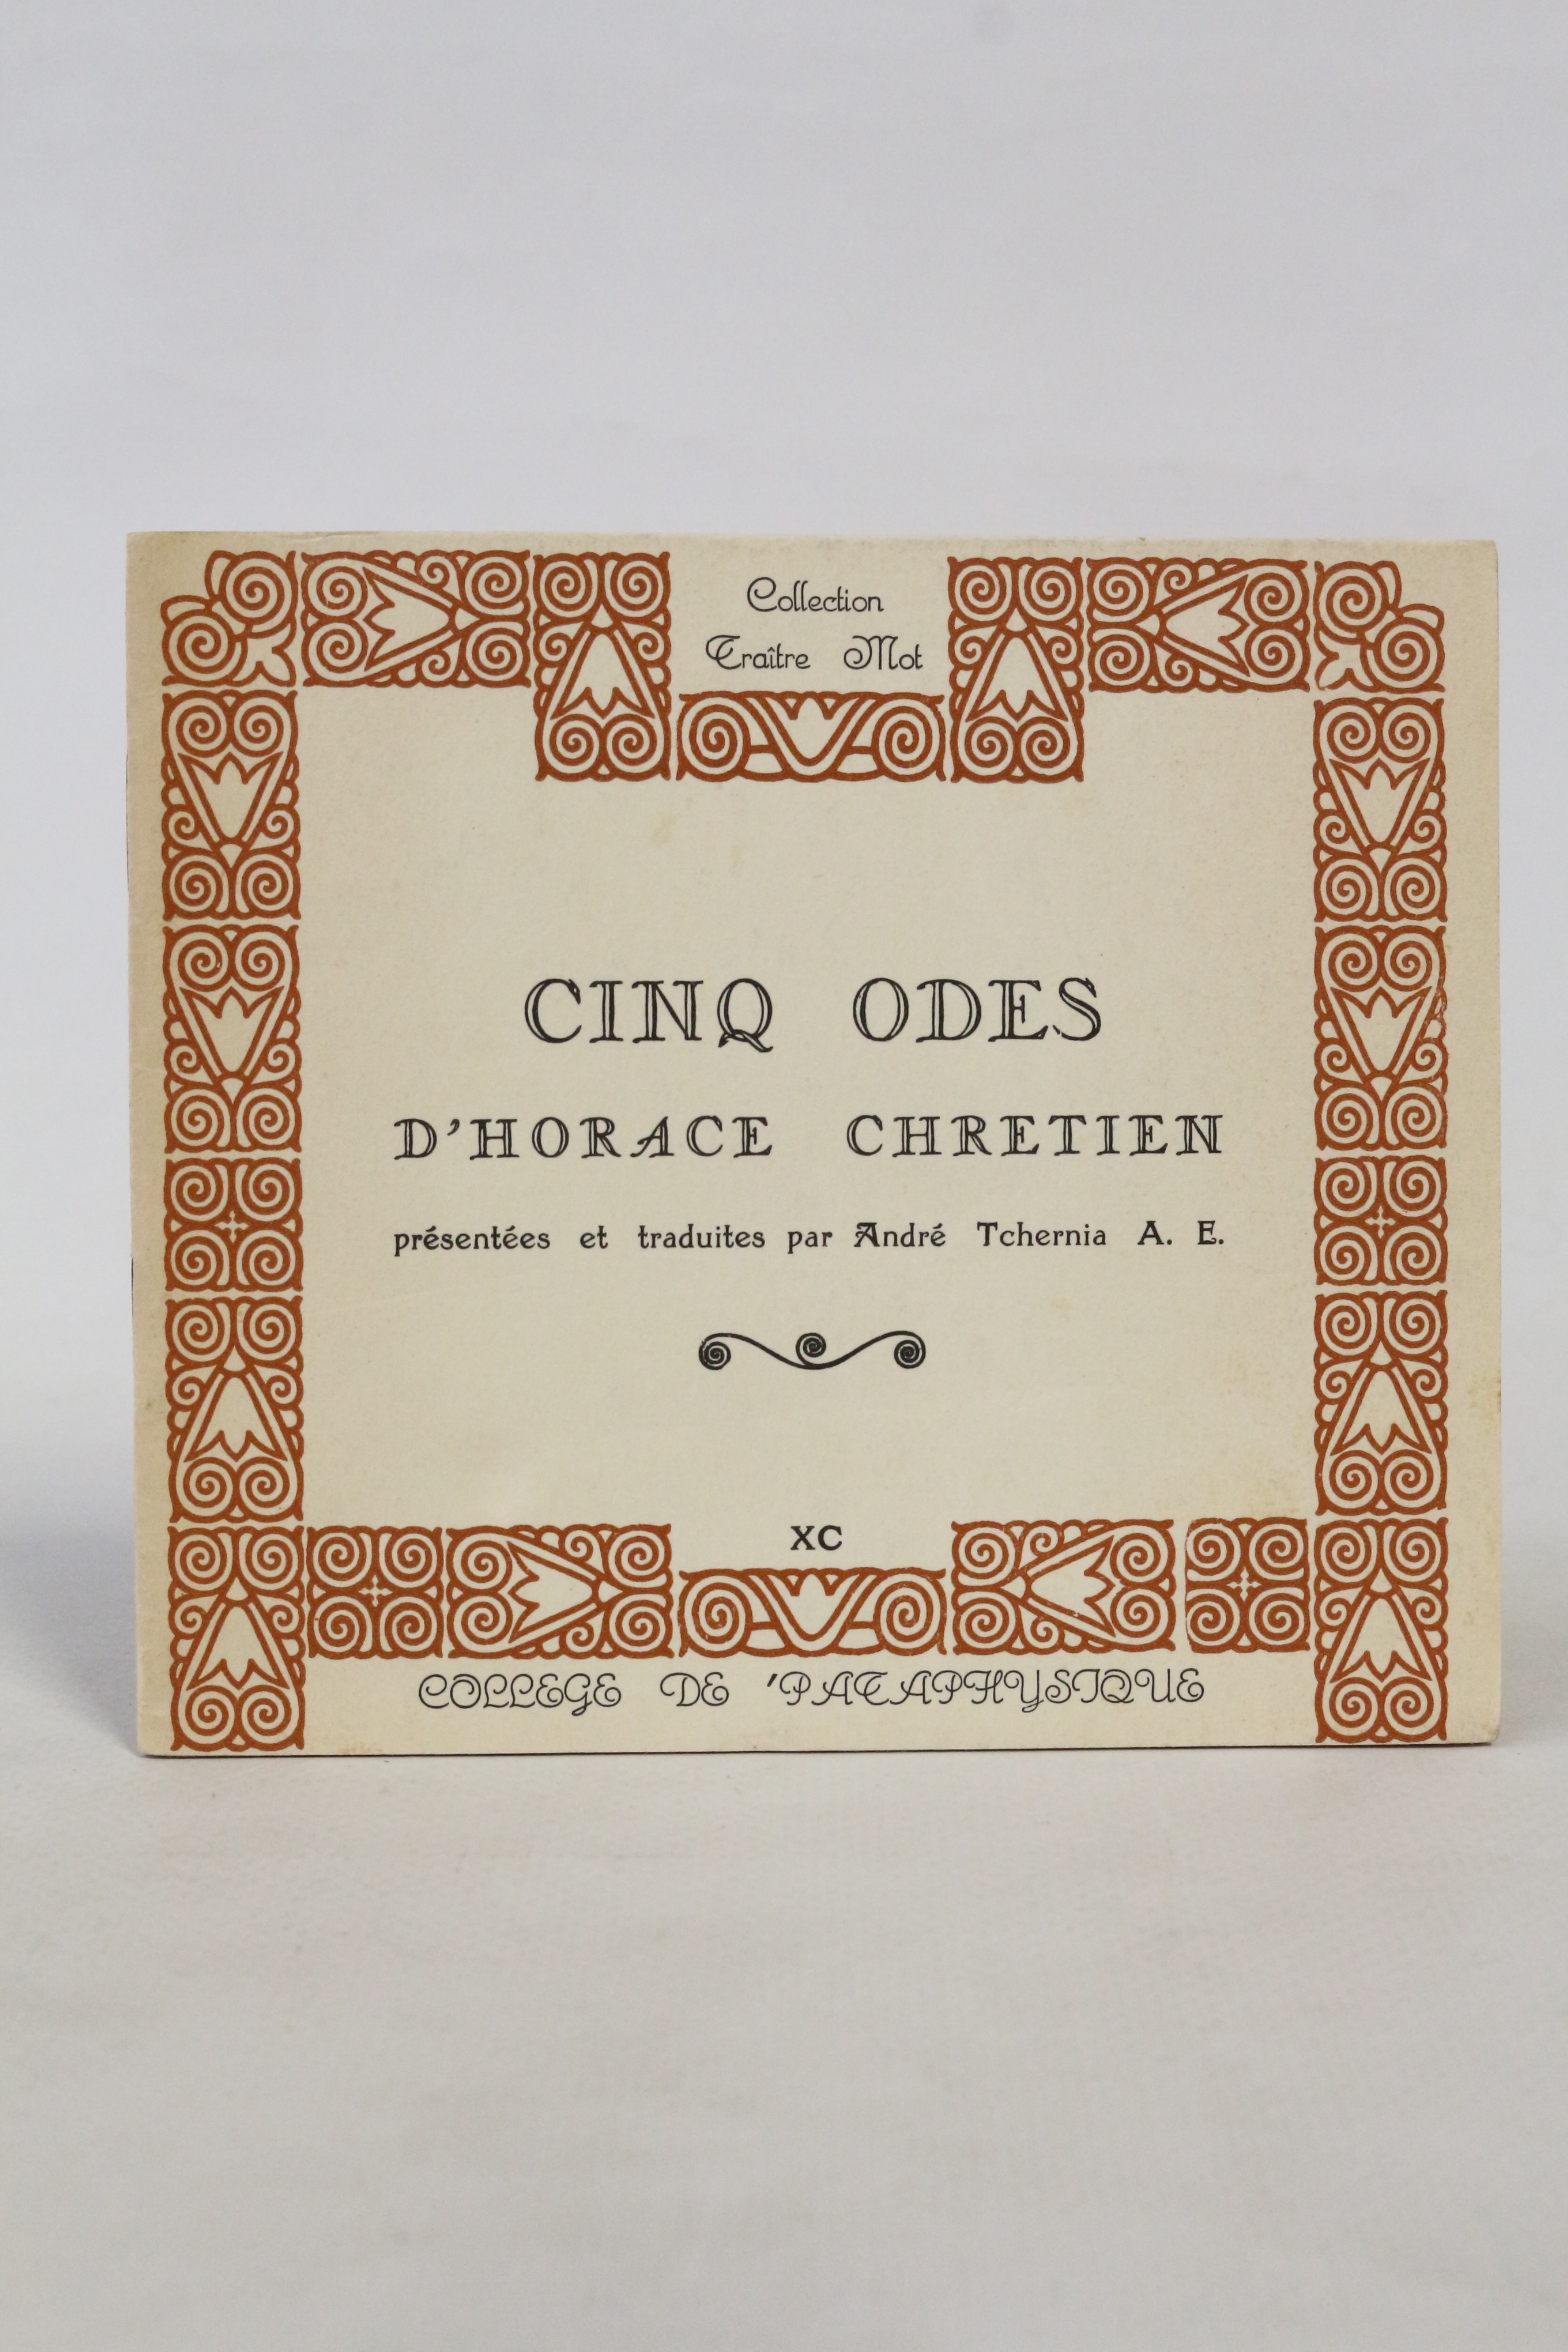 Collection
Traître Mot
CINQ ODES
D'HORACE CHRETIEN
présentées et traduites par André Tchernia A. E.
XC
COLLEGE DE 'PATAPHYSIQUE